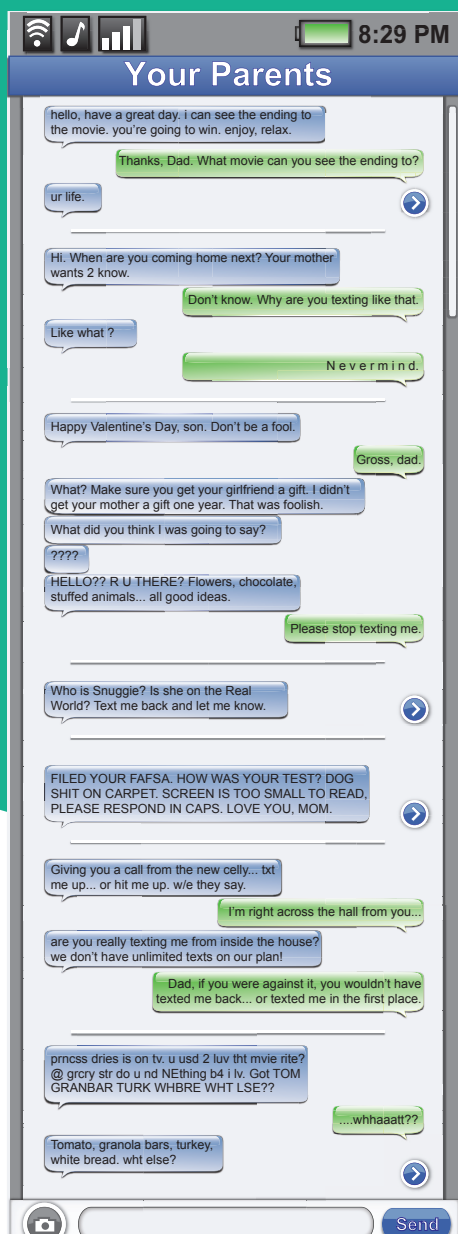 8:29 PM
Your Parents
hello, have a great day. i can see the ending to
the movie. you're going to win. enjoy, relax.
Thanks, Dad. What movie can you see the ending to?
ur life.
Hi. When are you coming home next? Your mother
wants 2 know.
Don't know. Why are you texting like that.
Like what ?
N e v e r m i n d.
Happy Valentine's Day, son. Don't be a fool.
Gross, dad.
What? Make sure you get your girlfriend a gift. I didn't
get your mother a gift one year. That was foolish.
What did you think I was going to say?
????
HELLO?? R U THERE? Flowers, chocolate,
stuffed animals... all good ideas.
Please stop texting me.
Who is Snuggie? Is she on the Real
World? Text me back and let me know.
FILED YOUR FAFSA. HOW WAS YOUR TEST? DOG
SHIT ON CARPET. SCREEN IS TOO SMALL TO READ,
PLEASE RESPOND IN CAPS. LOVE YOU, MOM.
Giving you a call from the new celly... txt
me up... or hit me up. w/e they say.
I'm right across the hall from you...
are you really texting me from inside the house?
we don't have unlimited texts on our plan!
Dad, if you were against it, you wouldn't have
texted me back... or texted me in the first place.
prncss dries is on tv. u usd 2 luv tht mvie rite?
@ grcry str do u nd NEthing b4 i lv. Got TOM
GRANBAR TURK WHBRE WHT LSE??
....whhaaatt??
Tomato, granola bars, turkey,
white bread. wht else?
Send